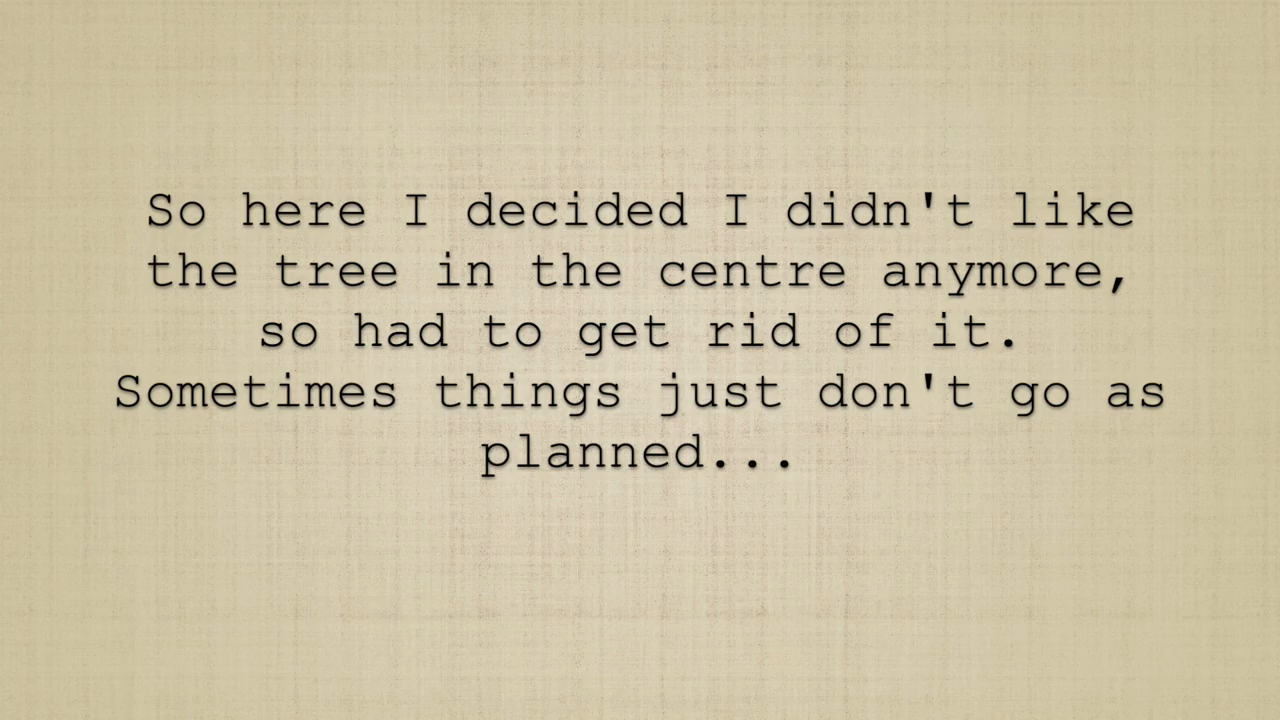 So here I decided I didn't like
the tree in the centre anymore,
so had to get rid of it.
Sometimes things just don't go as
planned...